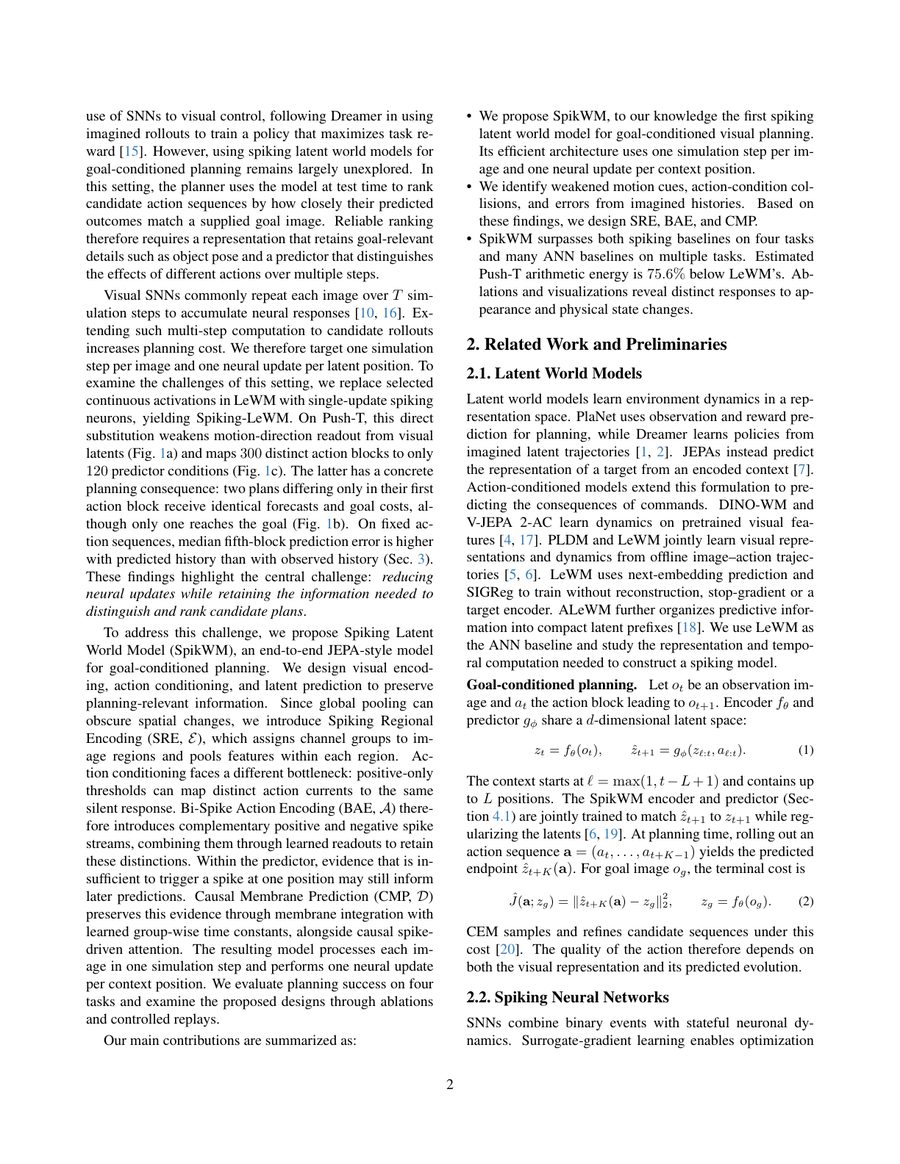 use of SNNs to visual control, following Dreamer in using
imagined rollouts to train a policy that maximizes task re-
ward [15]. However, using spiking latent world models for
goal-conditioned planning remains largely unexplored. In
this setting, the planner uses the model at test time to rank
candidate action sequences by how closely their predicted
outcomes match a supplied goal image. Reliable ranking
therefore requires a representation that retains goal-relevant
details such as object pose and a predictor that distinguishes
the effects of different actions over multiple steps.
Visual SNNs commonly repeat each image over T sim-
ulation steps to accumulate neural responses [10, 16]. Ex-
tending such multi-step computation to candidate rollouts
increases planning cost. We therefore target one simulation
step per image and one neural update per latent position. To
examine the challenges of this setting, we replace selected
continuous activations in LeWM with single-update spiking
neurons, yielding Spiking-LeWM. On Push-T, this direct
substitution weakens motion-direction readout from visual
latents (Fig. 1a) and maps 300 distinct action blocks to only
120 predictor conditions (Fig. 1c). The latter has a concrete
planning consequence: two plans differing only in their first
action block receive identical forecasts and goal costs, al-
though only one reaches the goal (Fig. 1b). On fixed ac-
tion sequences, median fifth-block prediction error is higher
with predicted history than with observed history (Sec. 3).
These findings highlight the central challenge: reducing
neural updates while retaining the information needed to
distinguish and rank candidate plans.
To address this challenge, we propose Spiking Latent
World Model (SpikWM), an end-to-end JEPA-style model
for goal-conditioned planning. We design visual encod-
ing, action conditioning, and latent prediction to preserve
planning-relevant information. Since global pooling can
obscure spatial changes, we introduce Spiking Regional
Encoding (SRE, ℰ), which assigns channel groups to im-
age regions and pools features within each region. Ac-
tion conditioning faces a different bottleneck: positive-only
thresholds can map distinct action currents to the same
silent response. Bi-Spike Action Encoding (BAE, 𝒜) there-
fore introduces complementary positive and negative spike
streams, combining them through learned readouts to retain
these distinctions. Within the predictor, evidence that is in-
sufficient to trigger a spike at one position may still inform
later predictions. Causal Membrane Prediction (CMP, 𝒟)
preserves this evidence through membrane integration with
learned group-wise time constants, alongside causal spike-
driven attention. The resulting model processes each im-
age in one simulation step and performs one neural update
per context position. We evaluate planning success on four
tasks and examine the proposed designs through ablations
and controlled replays.
Our main contributions are summarized as:
• We propose SpikWM, to our knowledge the first spiking
latent world model for goal-conditioned visual planning.
Its efficient architecture uses one simulation step per im-
age and one neural update per context position.
• We identify weakened motion cues, action-condition col-
lisions, and errors from imagined histories. Based on
these findings, we design SRE, BAE, and CMP.
• SpikWM surpasses both spiking baselines on four tasks
and many ANN baselines on multiple tasks. Estimated
Push-T arithmetic energy is 75.6% below LeWM's. Ab-
lations and visualizations reveal distinct responses to ap-
pearance and physical state changes.
2. Related Work and Preliminaries
2.1. Latent World Models
Latent world models learn environment dynamics in a rep-
resentation space. PlaNet uses observation and reward pre-
diction for planning, while Dreamer learns policies from
imagined latent trajectories [1, 2]. JEPAs instead predict
the representation of a target from an encoded context [7].
Action-conditioned models extend this formulation to pre-
dicting the consequences of commands. DINO-WM and
V-JEPA 2-AC learn dynamics on pretrained visual fea-
tures [4, 17]. PLDM and LeWM jointly learn visual repre-
sentations and dynamics from offline image–action trajec-
tories [5, 6]. LeWM uses next-embedding prediction and
SIGReg to train without reconstruction, stop-gradient or a
target encoder. ALeWM further organizes predictive infor-
mation into compact latent prefixes [18]. We use LeWM as
the ANN baseline and study the representation and tempo-
ral computation needed to construct a spiking model.
Goal-conditioned planning. Let o_t be an observation im-
age and a_t the action block leading to o_{t+1}. Encoder f_θ and
predictor g_ϕ share a d-dimensional latent space:
z_t = f_θ(o_t), ẑ_{t+1} = g_ϕ(z_{ℓ:t}, a_{ℓ:t}). (1)
The context starts at ℓ = max(1, t − L + 1) and contains up
to L positions. The SpikWM encoder and predictor (Sec-
tion 4.1) are jointly trained to match ẑ_{t+1} to z_{t+1} while reg-
ularizing the latents [6, 19]. At planning time, rolling out an
action sequence a = (a_t, . . . , a_{t+K−1}) yields the predicted
endpoint ẑ_{t+K}(a). For goal image o_g, the terminal cost is
Ĵ(a; z_g) = ‖ẑ_{t+K}(a) − z_g‖₂², z_g = f_θ(o_g). (2)
CEM samples and refines candidate sequences under this
cost [20]. The quality of the action therefore depends on
both the visual representation and its predicted evolution.
2.2. Spiking Neural Networks
SNNs combine binary events with stateful neuronal dy-
namics. Surrogate-gradient learning enables optimization
2